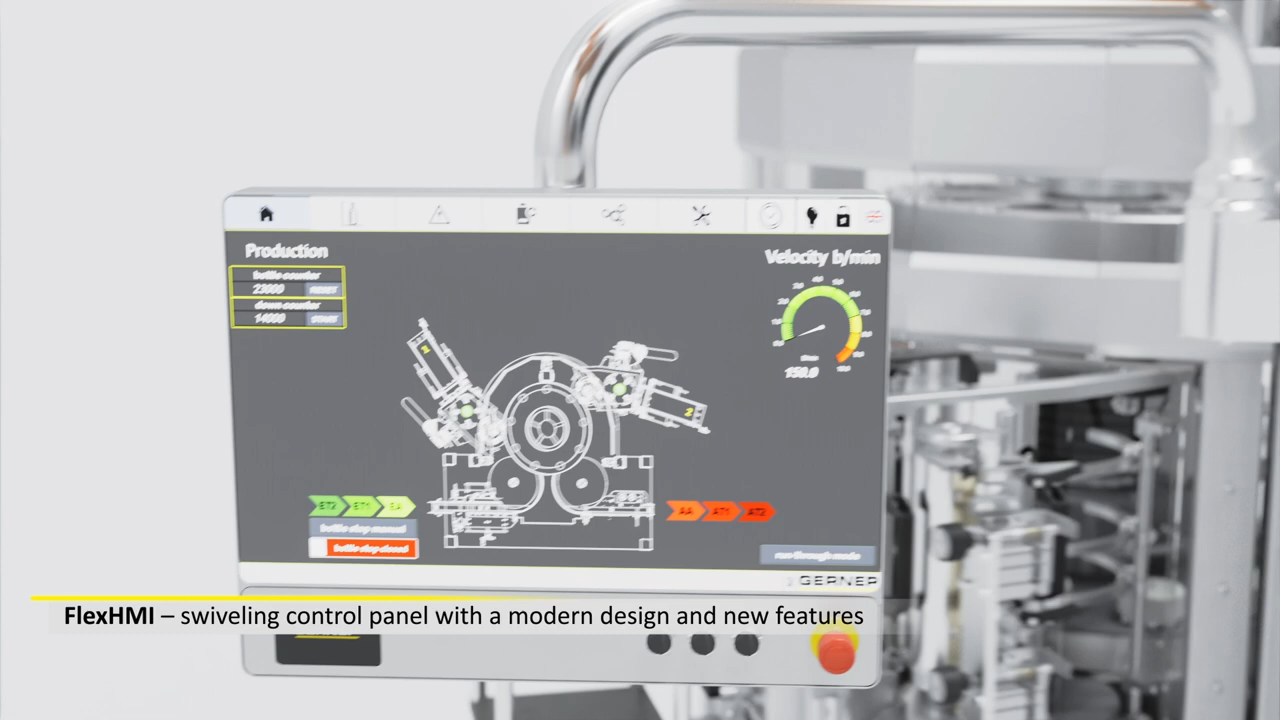 Production
Velocity b/min
bottle counter
23000 RESET
down counter
14000 START
1
2
150.0
ET2 ET1 EA
AA AT1 AT2
bottle stop manual
bottle stop closed
run through mode
GERNEP
FlexHMI – swiveling control panel with a modern design and new features